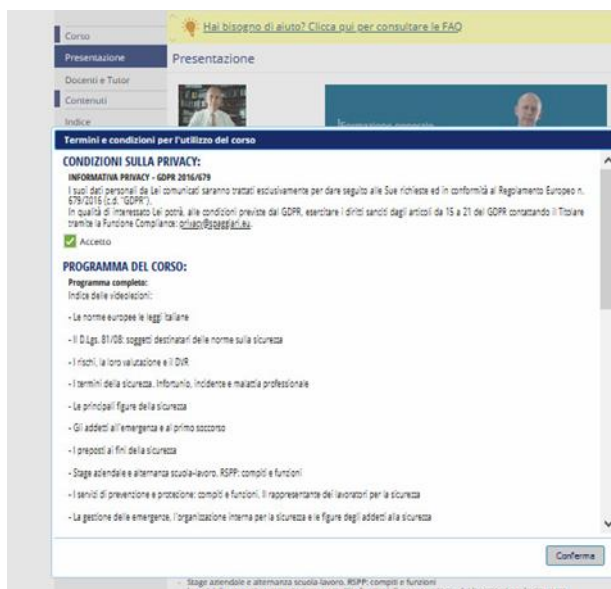 Hai bisogno di aiuto? Clicca qui per consultare le FAQ
Corso
Presentazione
Docenti e Tutor
Contenuti
Indice
Presentazione
Formazione generale
Termini e condizioni per l'utilizzo del corso
CONDIZIONI SULLA PRIVACY:
INFORMATIVA PRIVACY - GDPR 2016/679
I suoi dati personali da Lei comunicati saranno trattati esclusivamente per dare seguito alle Sue richieste ed in conformità al Regolamento Europeo n.
679/2016 (c.d. "GDPR").
In qualità di interessato Lei potrà, alle condizioni previste dal GDPR, esercitare i diritti sanciti dagli articoli da 15 a 21 del GDPR contattando il Titolare
tramite la Funzione Compliance: privacy@spaggiari.eu.
Accetto
PROGRAMMA DEL CORSO:
Programma completo:
Indice delle videolezioni:
- Le norme europee le leggi italiane
- Il D.Lgs. 81/08: soggetti destinatari delle norme sulla sicurezza
- I rischi, la loro valutazione e il DVR
- I termini della sicurezza. Infortunio, incidente e malattia professionale
- Le principali figure della sicurezza
- Gli addetti all'emergenza e al primo soccorso
- I preposti ai fini della sicurezza
- Stage aziendale e alternanza scuola-lavoro. RSPP: compiti e funzioni
- I servizi di prevenzione e protezione: compiti e funzioni. Il rappresentante dei lavoratori per la sicurezza
- La gestione delle emergenze, l'organizzazione interna per la sicurezza e le figure degli addetti alla sicurezza
Conferma
- Stage aziendale e alternanza scuola-lavoro. RSPP: compiti e funzioni